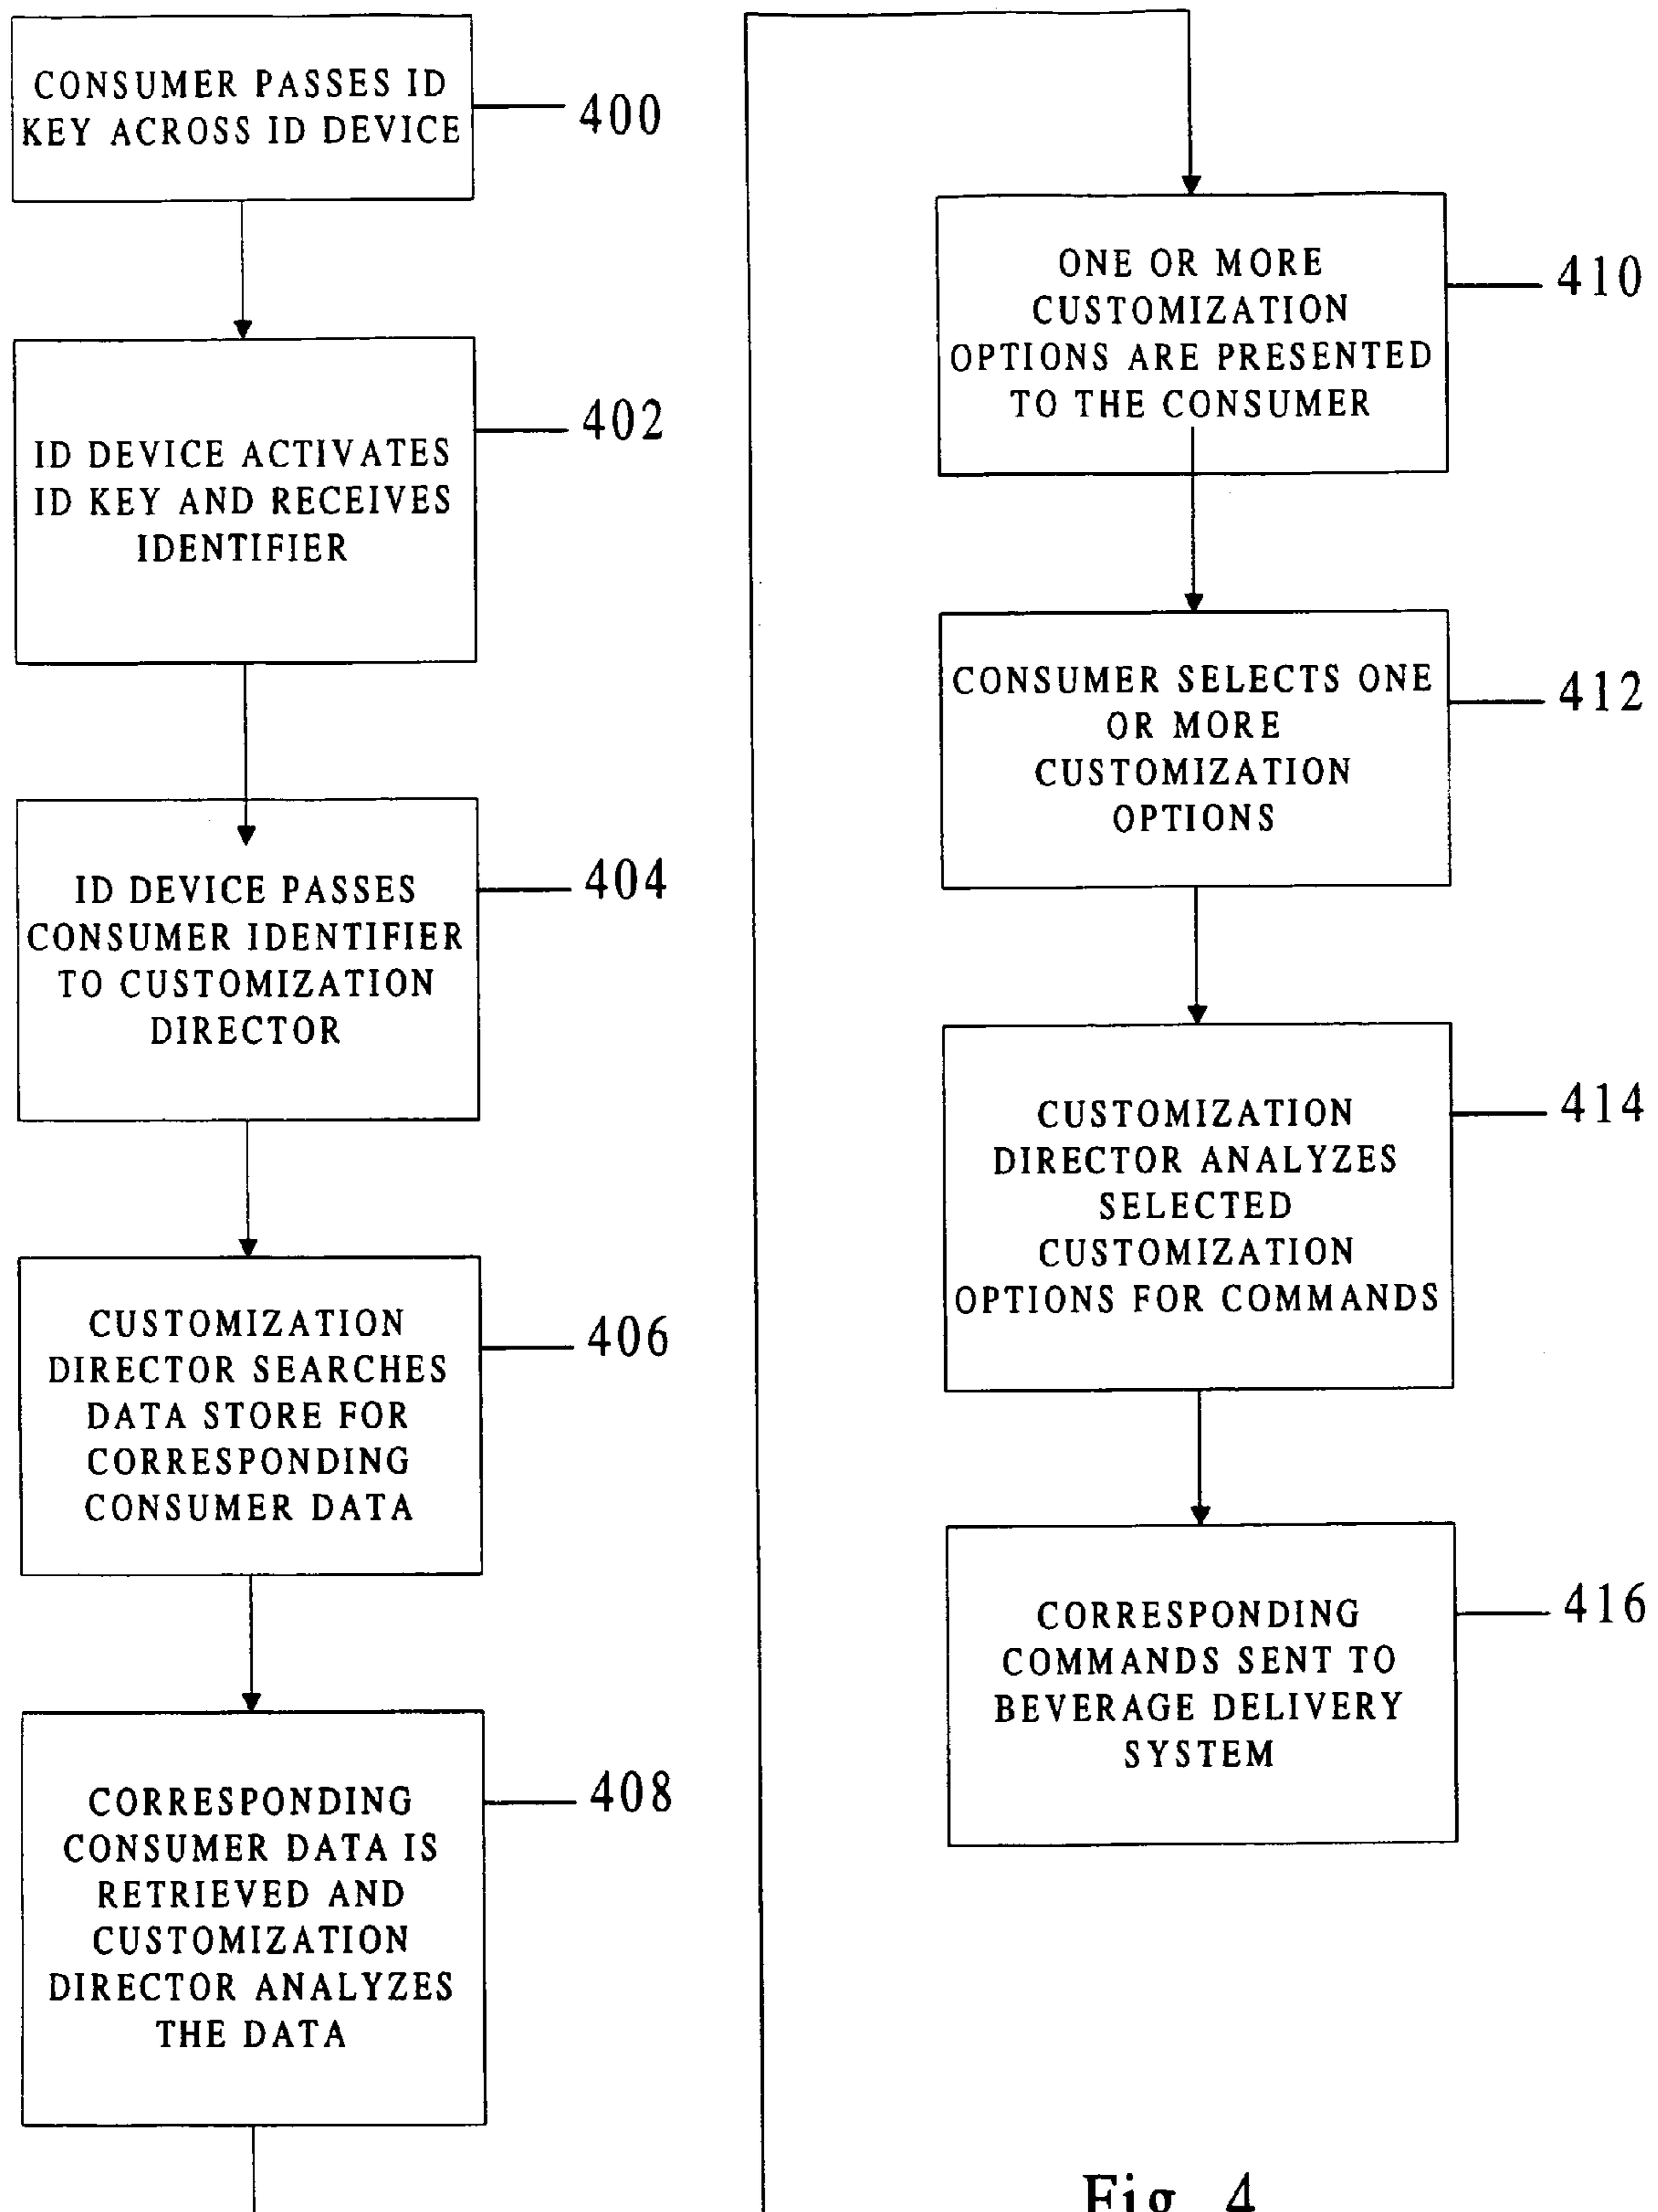 CONSUMER PASSES ID
KEY ACROSS ID DEVICE
400
ID DEVICE ACTIVATES
ID KEY AND RECEIVES
IDENTIFIER
402
ID DEVICE PASSES
CONSUMER IDENTIFIER
TO CUSTOMIZATION
DIRECTOR
404
CUSTOMIZATION
DIRECTOR SEARCHES
DATA STORE FOR
CORRESPONDING
CONSUMER DATA
406
CORRESPONDING
CONSUMER DATA IS
RETRIEVED AND
CUSTOMIZATION
DIRECTOR ANALYZES
THE DATA
408
ONE OR MORE
CUSTOMIZATION
OPTIONS ARE PRESENTED
TO THE CONSUMER
410
CONSUMER SELECTS ONE
OR MORE
CUSTOMIZATION
OPTIONS
412
CUSTOMIZATION
DIRECTOR ANALYZES
SELECTED
CUSTOMIZATION
OPTIONS FOR COMMANDS
414
CORRESPONDING
COMMANDS SENT TO
BEVERAGE DELIVERY
SYSTEM
416
Fig. 4